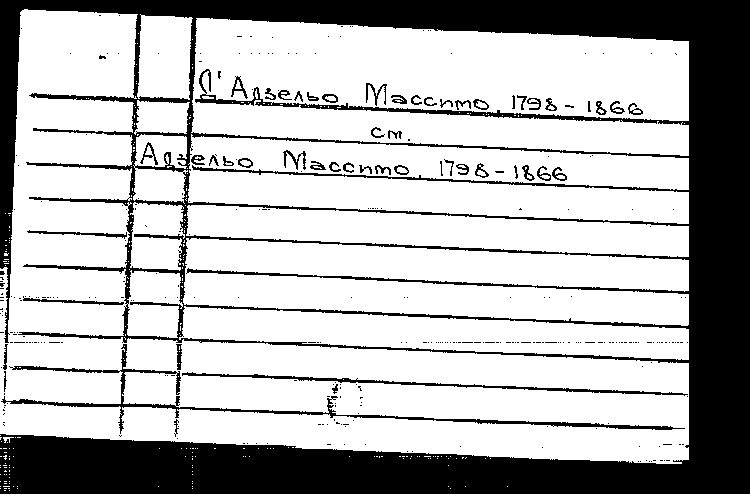 Д'Адзельо, Массимо, 1798-1866
см.
Адзельо, Массимо, 1798-1866